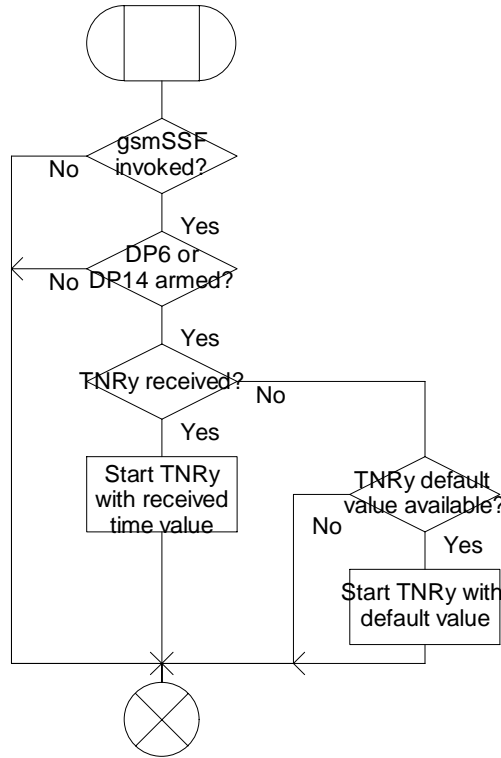 gsmSSF
invoked?
No
Yes
DP6 or
DP14 armed?
No
Yes
TNRy received?
No
Yes
Start TNRy
with received
time value
TNRy default
value available?
No
Yes
Start TNRy with
default value